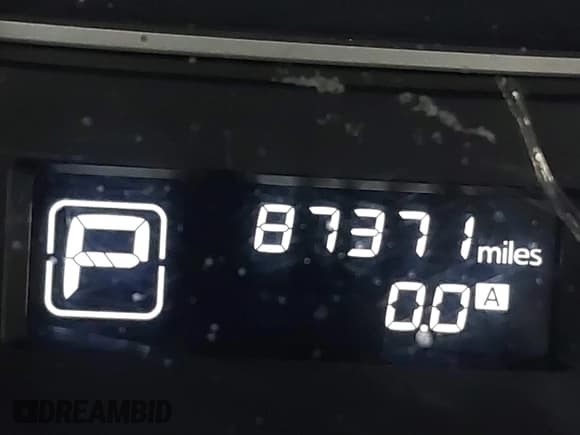 P
87371 miles
0.0 A
DREAMBID